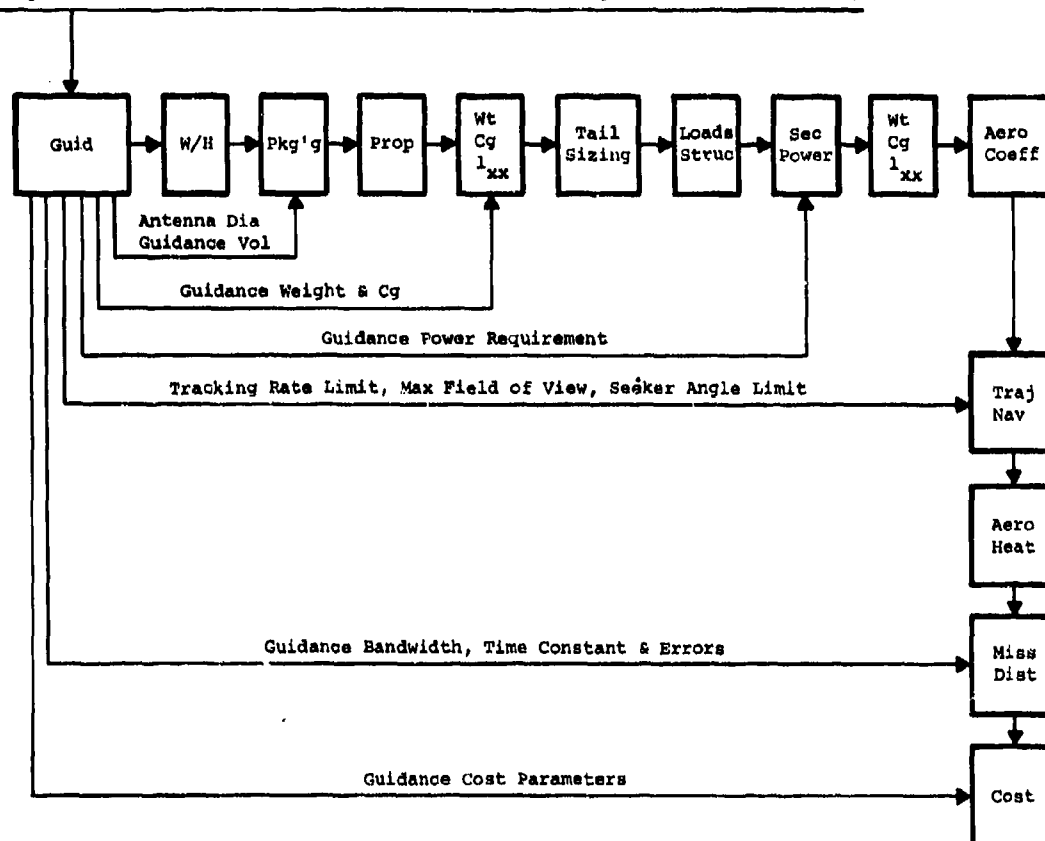 Guid
W/H
Pkg'g
Prop
Wt
Cg
Ixx
Tail
Sizing
Loads
Struc
Sec
Power
Wt
Cg
Ixx
Aero
Coeff
Antenna Dia
Guidance Vol
Guidance Weight & Cg
Guidance Power Requirement
Tracking Rate Limit, Max Field of View, Seeker Angle Limit
Traj
Nav
Aero
Heat
Guidance Bandwidth, Time Constant & Errors
Miss
Dist
Guidance Cost Parameters
Cost